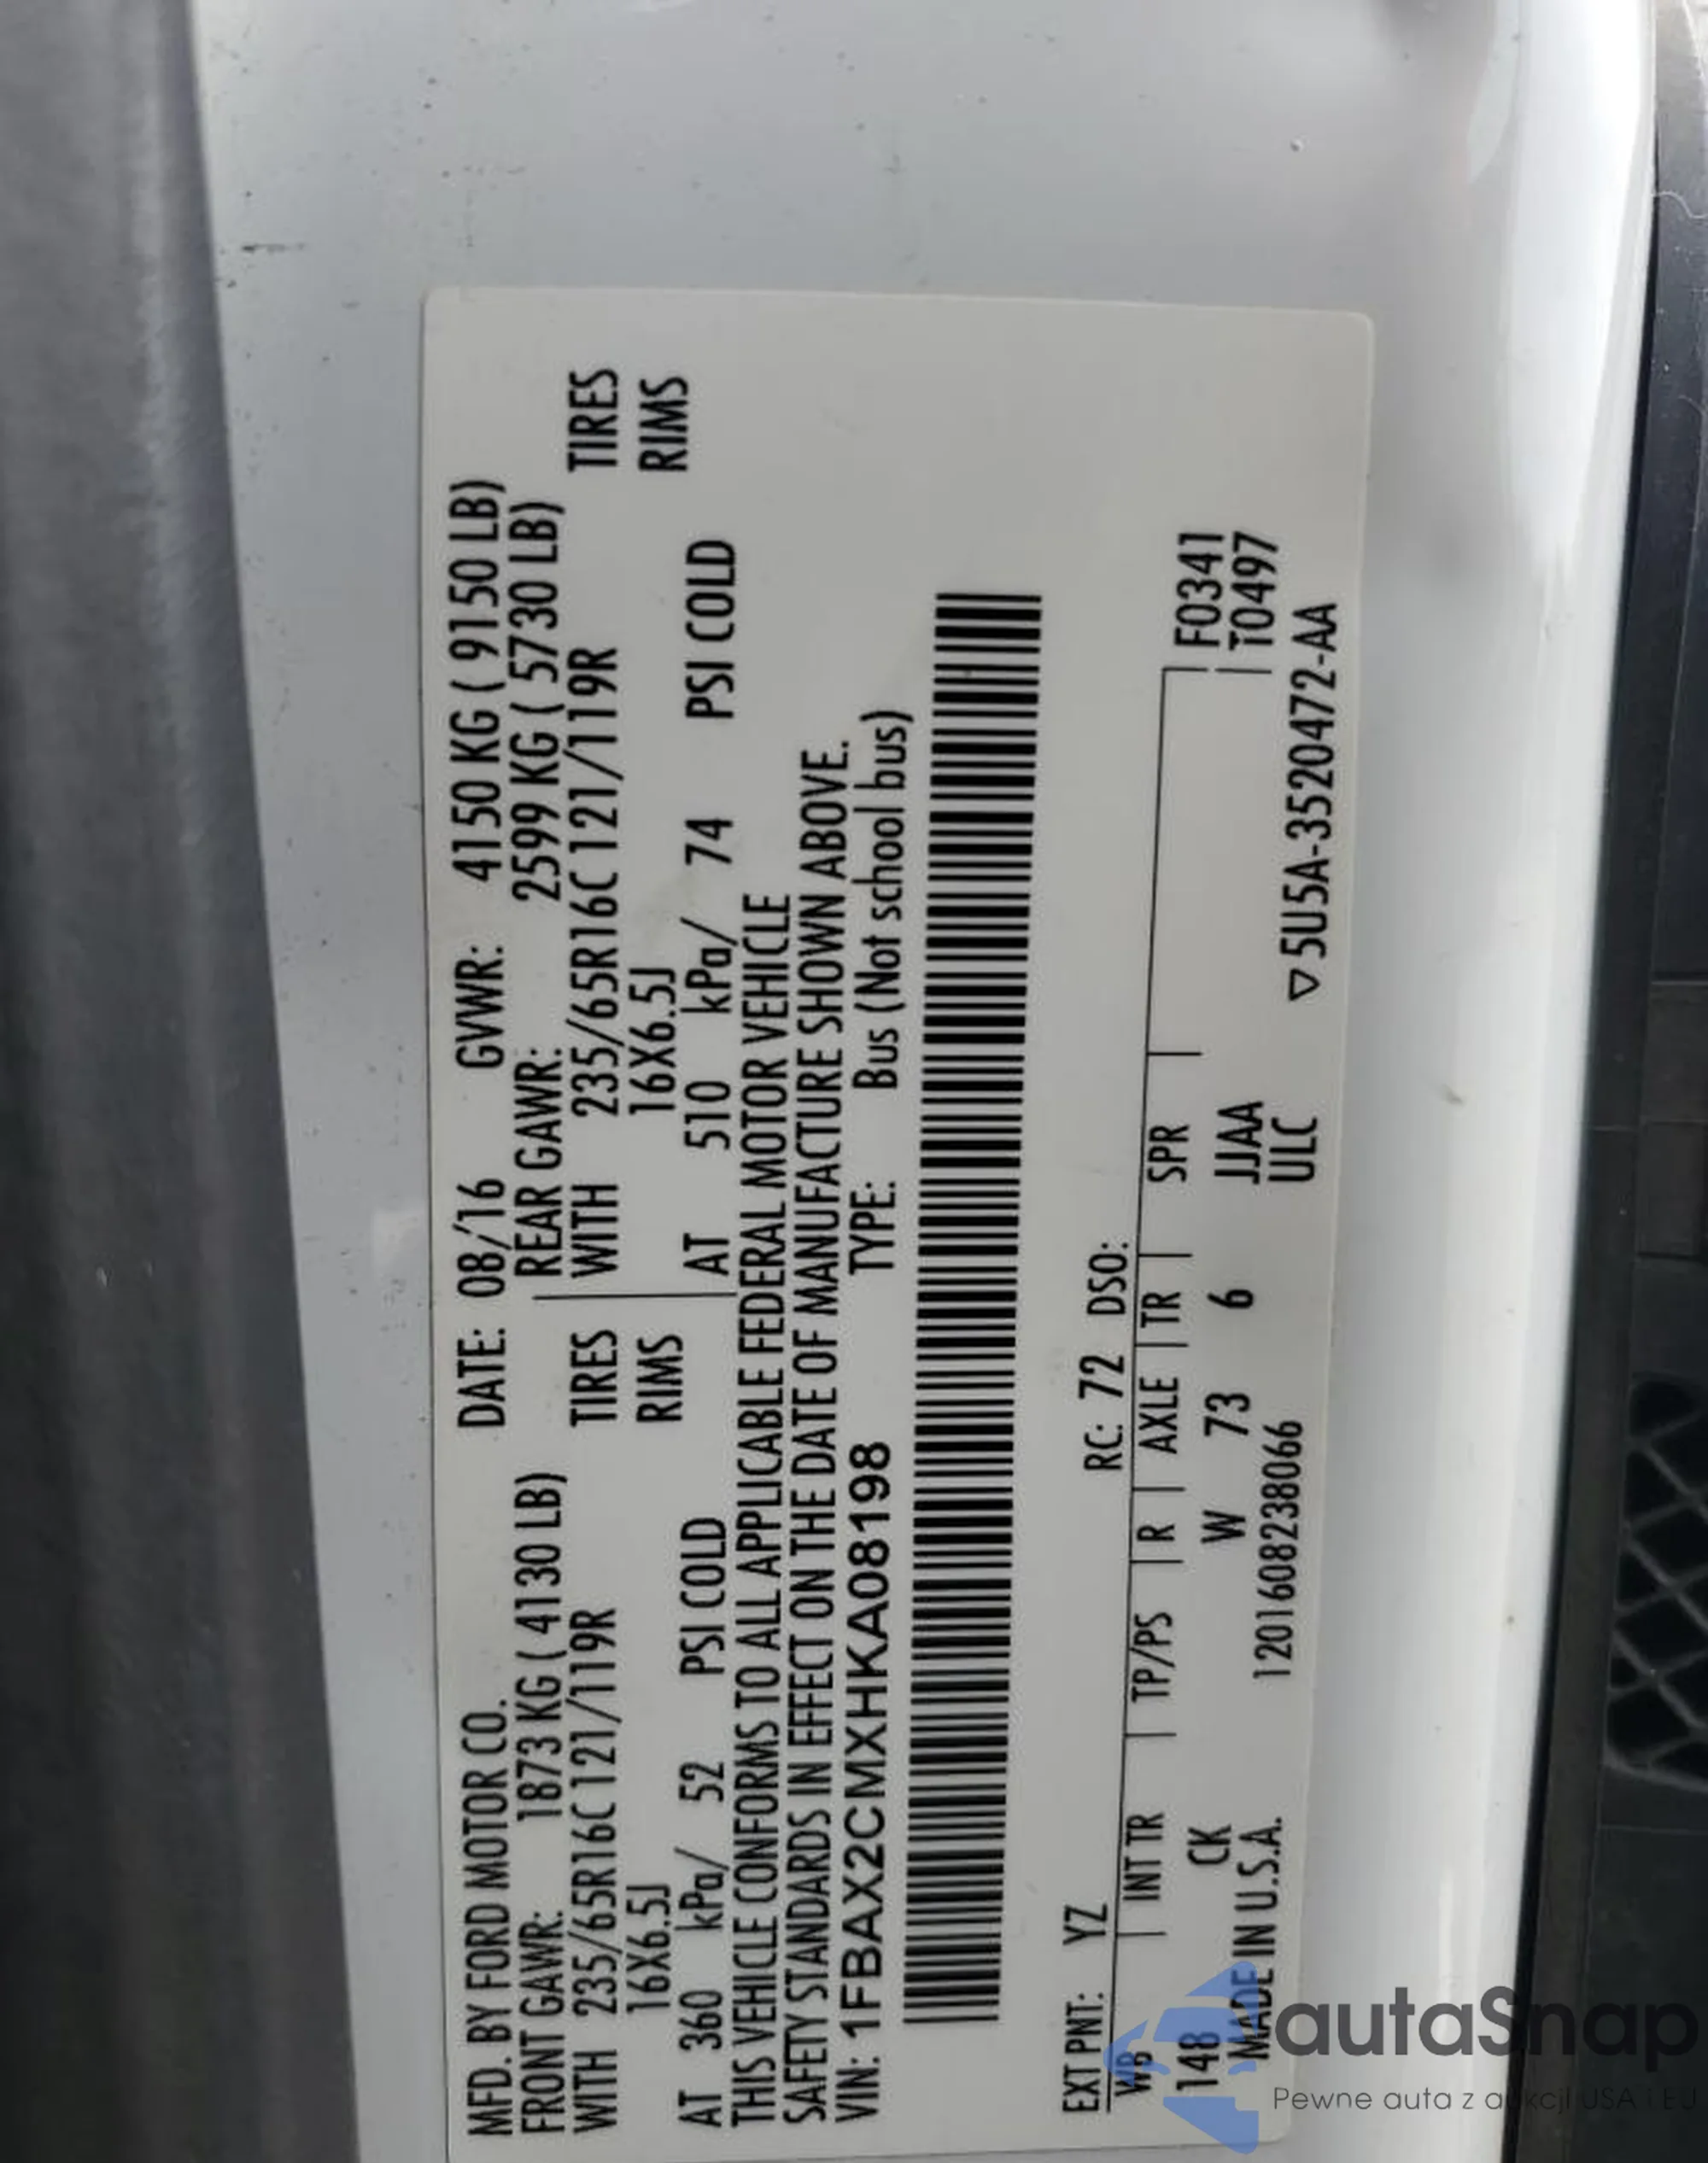 MFD. BY FORD MOTOR CO. DATE: 08/16 GVWR: 4150 KG ( 9150 LB)
FRONT GAWR: 1873 KG ( 4130 LB) REAR GAWR: 2599 KG ( 5730 LB)
WITH 235/65R16C 121/119R TIRES WITH 235/65R16C 121/119R TIRES
16X6.5J RIMS 16X6.5J RIMS
AT 360 kPa/ 52 PSI COLD AT 510 kPa/ 74 PSI COLD
THIS VEHICLE CONFORMS TO ALL APPLICABLE FEDERAL MOTOR VEHICLE
SAFETY STANDARDS IN EFFECT ON THE DATE OF MANUFACTURE SHOWN ABOVE.
VIN: 1FBAX2CMXHKA08198 TYPE: Bus (Not school bus)
EXT PNT: YZ RC: 72 DSO:
WB | INT TR | TP/PS | R | AXLE | TR | SPR F0341
148 CK W 73 6 JJAA T0497
MADE IN U.S.A. 1201608238066 ULC ▽5U5A-3520472-AA
autaSnap
Pewne auta z aukcji USA i EU